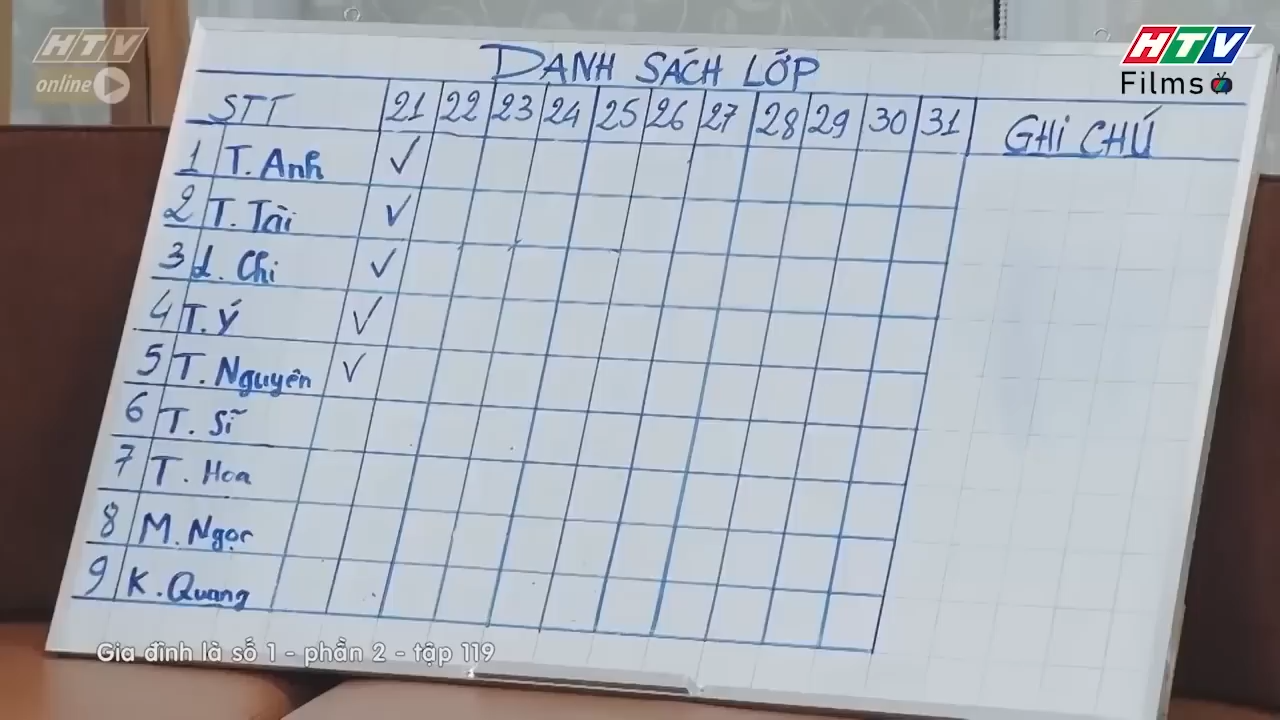 HTV
online
HTV
Films
DANH SÁCH LỚP
STT 21 22 23 24 25 26 27 28 29 30 31 GHI CHÚ
1 T. Anh ✓
2 T. Tài ✓
3 d. Chi ✓
4 T. Ý ✓
5 T. Nguyên ✓
6 T. Sĩ
7 T. Hoa
8 M. Ngọc
9 K. Quang
Gia đình là số 1 - phần 2 - tập 119